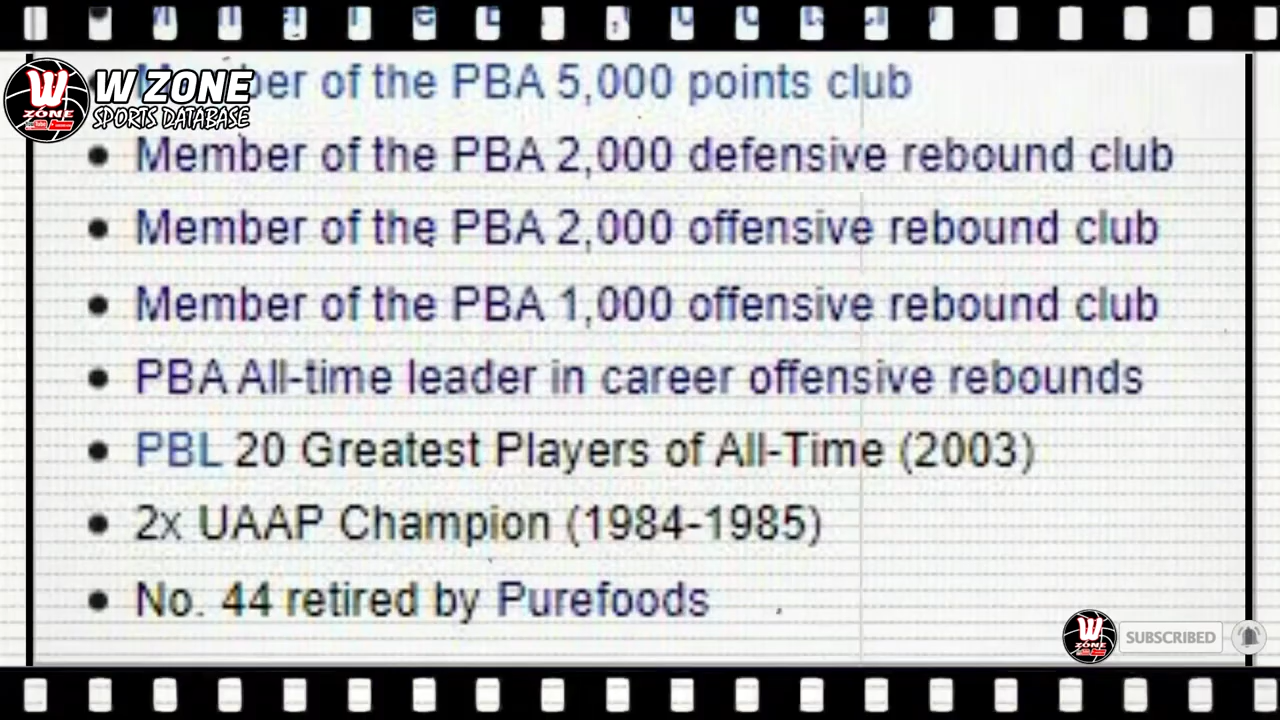 W ZONE
SPORTS DATABASE
W
ZONE
Member of the PBA 5,000 points club
• Member of the PBA 2,000 defensive rebound club
• Member of the PBA 2,000 offensive rebound club
• Member of the PBA 1,000 offensive rebound club
• PBA All-time leader in career offensive rebounds
• PBL 20 Greatest Players of All-Time (2003)
• 2x UAAP Champion (1984-1985)
• No. 44 retired by Purefoods
W
ZONE
SUBSCRIBED